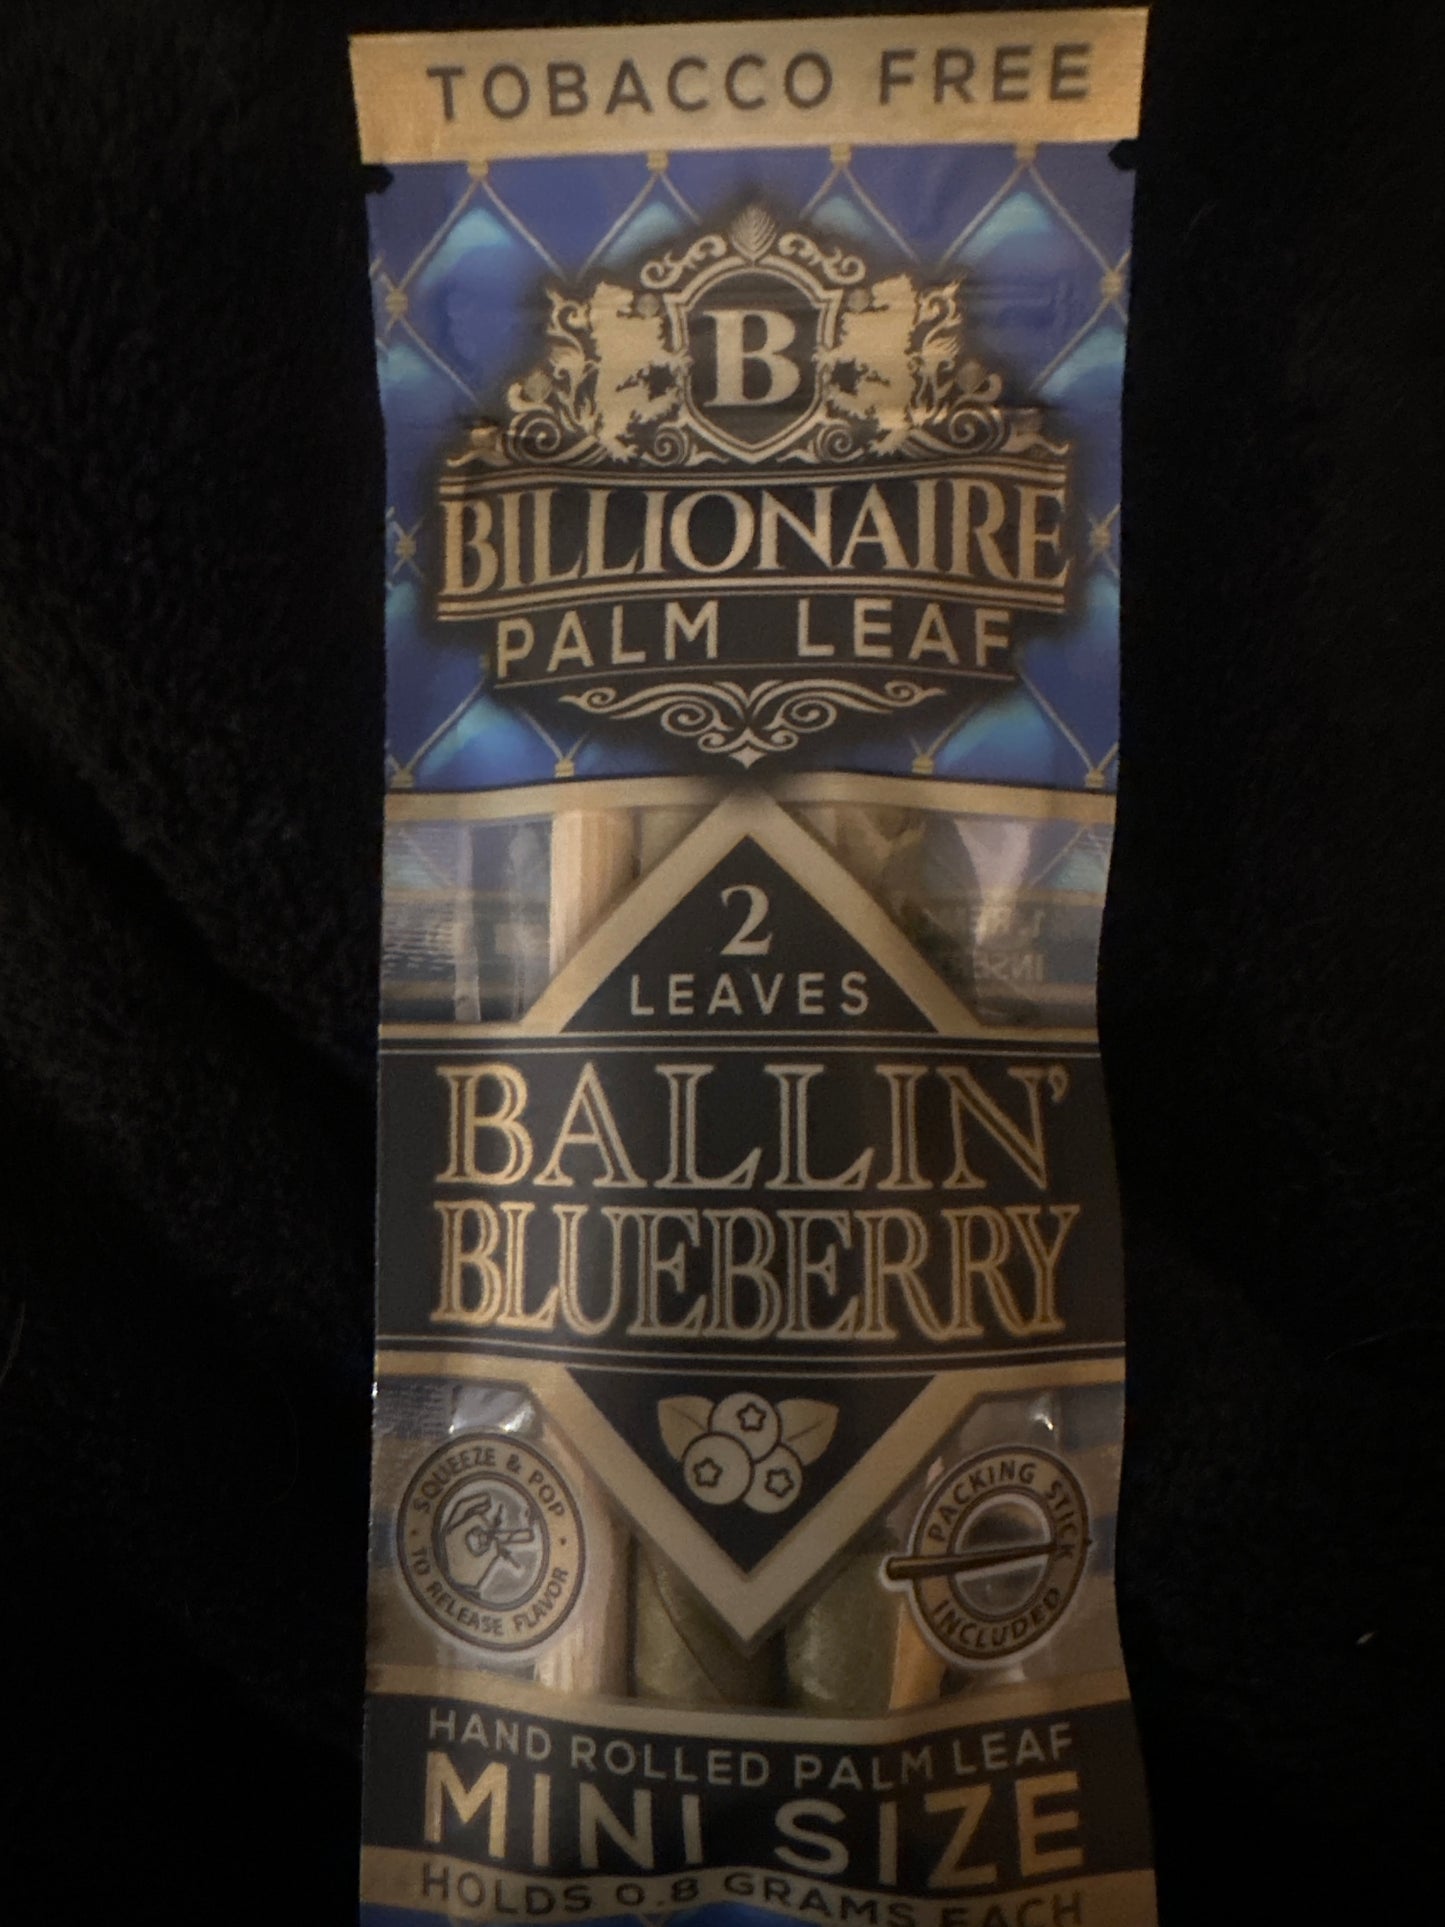 TOBACCO FREE
B
BILLIONAIRE
PALM LEAF
2
LEAVES
BALLIN'
BLUEBERRY
SQUEEZE & POP
• TO RELEASE FLAVOR •
PACKING STICK
INCLUDED
HAND ROLLED PALM LEAF
MINI SIZE
HOLDS 0.8 GRAMS EACH